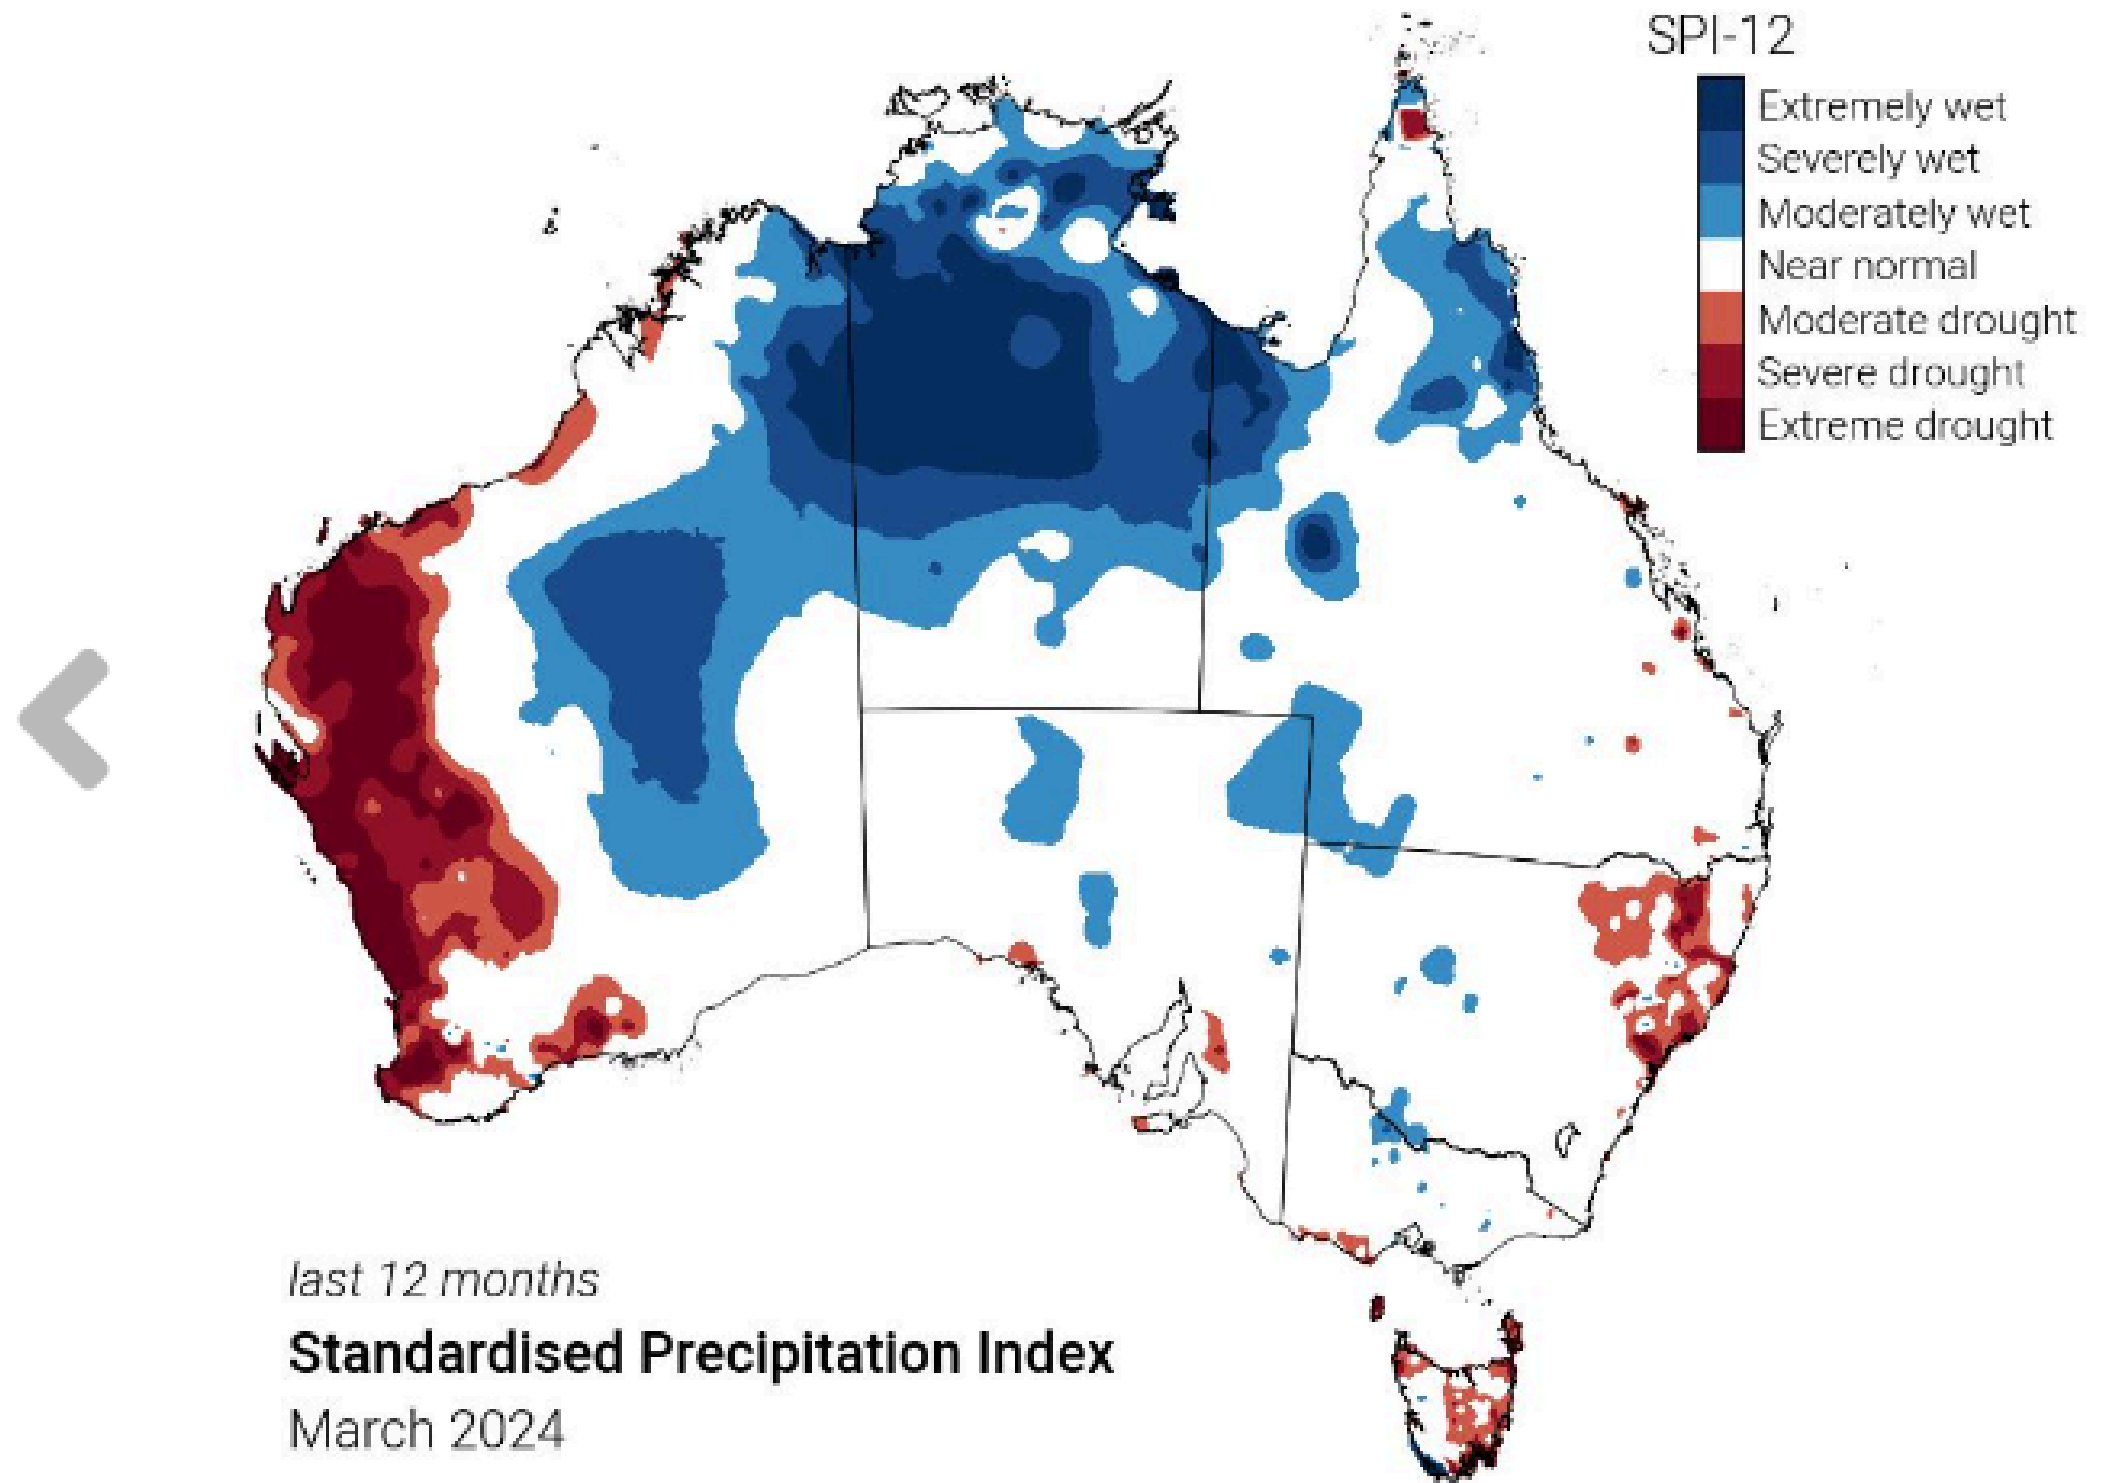 SPI-12
Extremely wet
Severely wet
Moderately wet
Near normal
Moderate drought
Severe drought
Extreme drought
last 12 months
Standardised Precipitation Index
March 2024